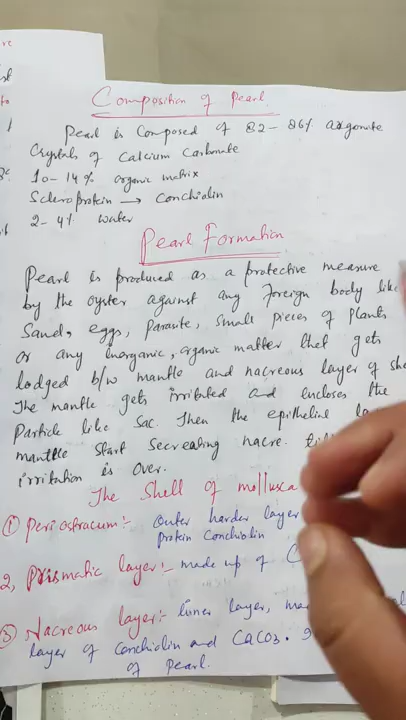 Composition of Pearl
Pearl is Composed of 82-86% aragonite
Crystals of Calcium Carbonate
10-14% organic matrix
Scleroprotein → Conchiolin
2-4% water
Pearl Formation
Pearl is produced as a protective measure
by the oyster against any foreign body like
Sand, eggs, parasite, small pieces of plants
or any inorganic, organic matter that gets
lodged b/w mantle and nacreous layer of
The mantle gets irritated and encloses the
Particle like Sac. Then the epitheline
mantle start Secreating nacre.
irritation is over.
The Shell of mollusca
① Periostracum:- Outer harder layer
protein Conchiolin
2, Prismatic layer:- made up of
③ Nacreous layer:- inner layer,
layer of Conchiolin and CaCO3.
of pearl.